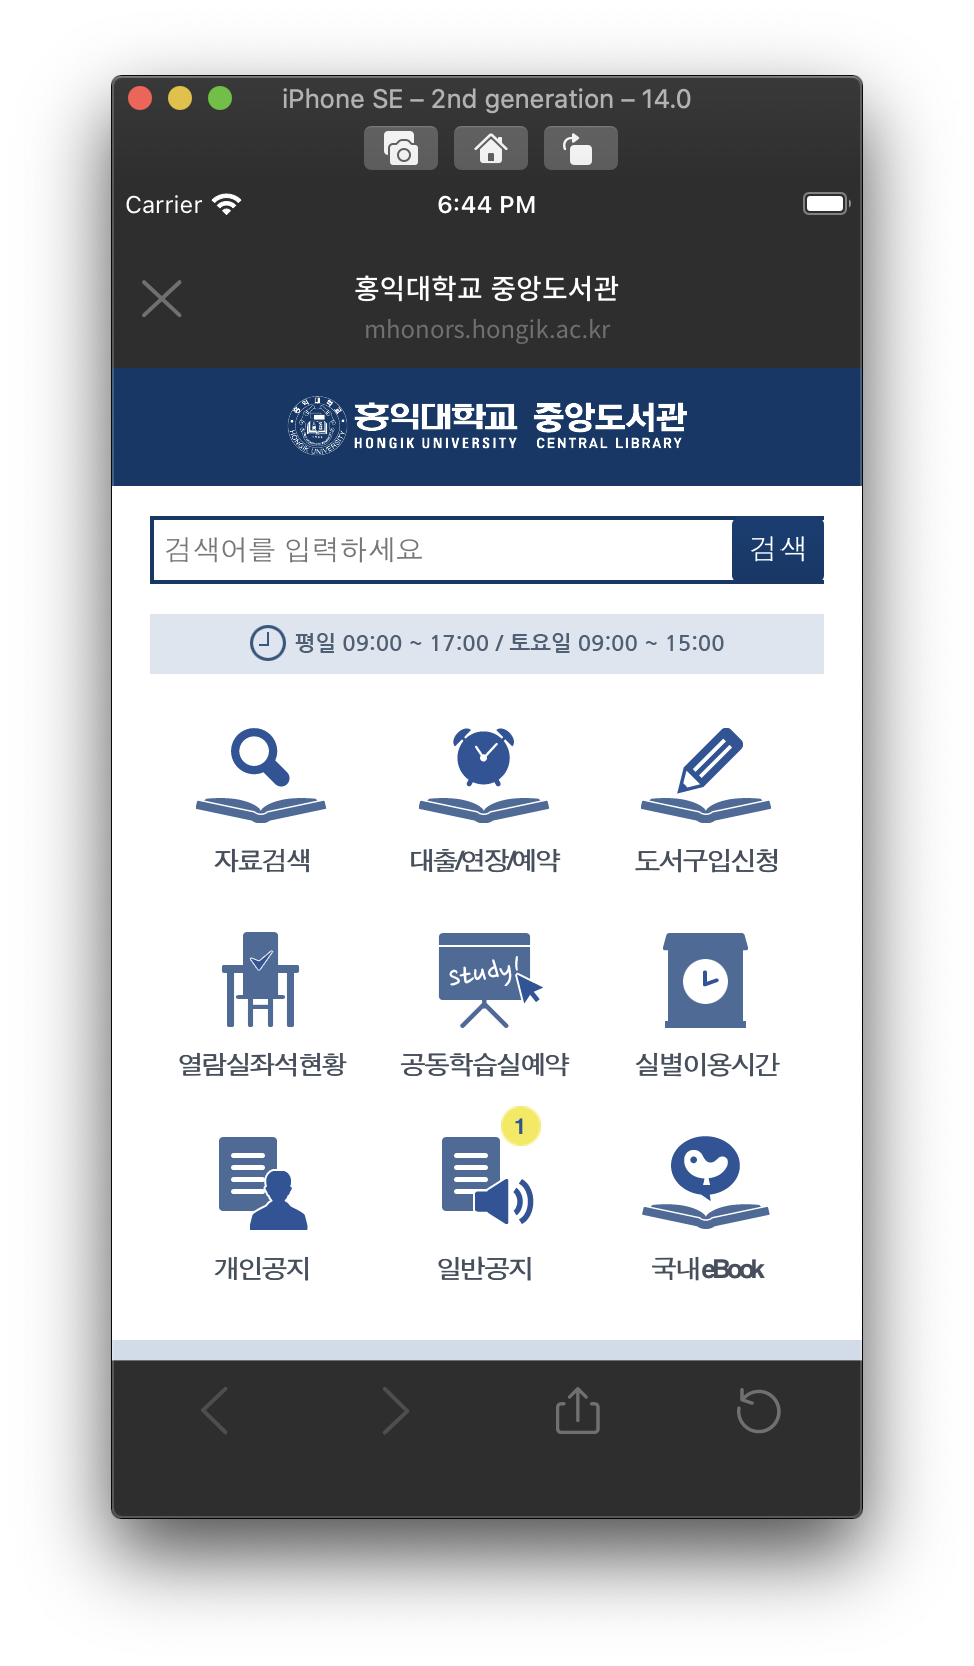 iPhone SE – 2nd generation – 14.0
Carrier 6:44 PM
홍익대학교 중앙도서관
mhonors.hongik.ac.kr
홍익대학교 중앙도서관
HONGIK UNIVERSITY CENTRAL LIBRARY
검색어를 입력하세요 검색
평일 09:00 ~ 17:00 / 토요일 09:00 ~ 15:00
자료검색 대출/연장/예약 도서구입신청
study!
열람실좌석현황 공동학습실예약 실별이용시간
1
개인공지 일반공지 국내eBook